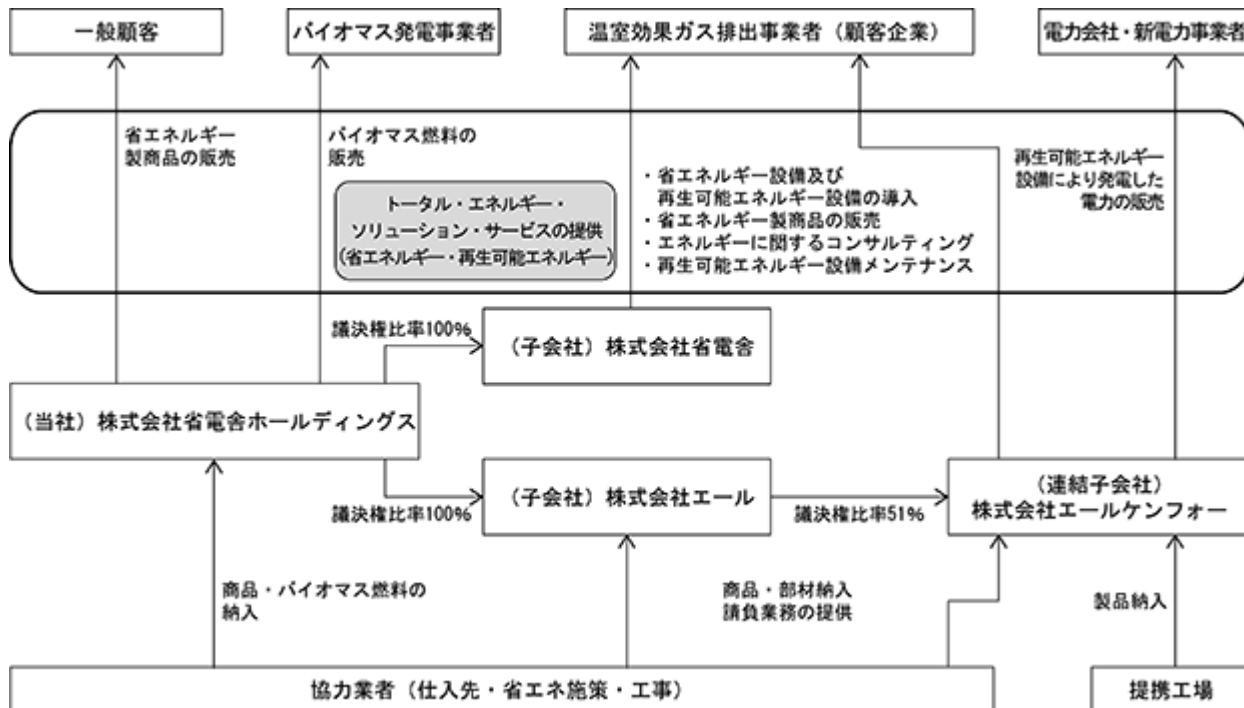 一般顧客
バイオマス発電事業者
温室効果ガス排出事業者（顧客企業）
電力会社・新電力事業者
省エネルギー
製商品の販売
バイオマス燃料の
販売
トータル・エネルギー・
ソリューション・サービスの提供
（省エネルギー・再生可能エネルギー）
・省エネルギー設備及び
再生可能エネルギー設備の導入
・省エネルギー製商品の販売
・エネルギーに関するコンサルティング
・再生可能エネルギー設備メンテナンス
再生可能エネルギー
設備により発電した
電力の販売
議決権比率100%
（子会社）株式会社省電舎
（当社）株式会社省電舎ホールディングス
議決権比率100%
（子会社）株式会社エール
議決権比率51%
（連結子会社）
株式会社エールケンフォー
商品・バイオマス燃料の
納入
商品・部材納入
請負業務の提供
製品納入
協力業者（仕入先・省エネ施策・工事）
提携工場